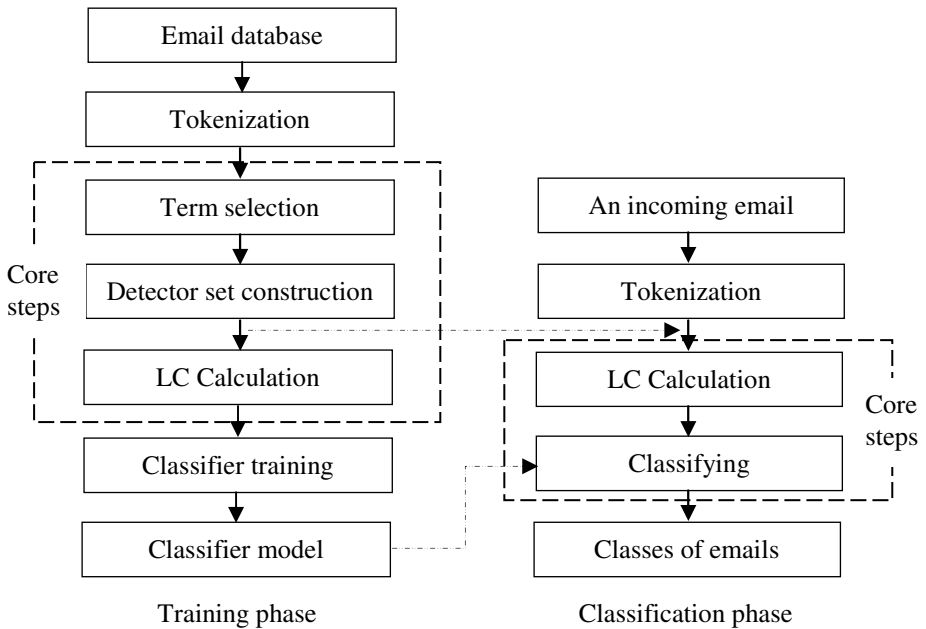 Email database
Tokenization
Term selection
Detector set construction
LC Calculation
Core
steps
Classifier training
Classifier model
Training phase
An incoming email
Tokenization
LC Calculation
Classifying
Core
steps
Classes of emails
Classification phase